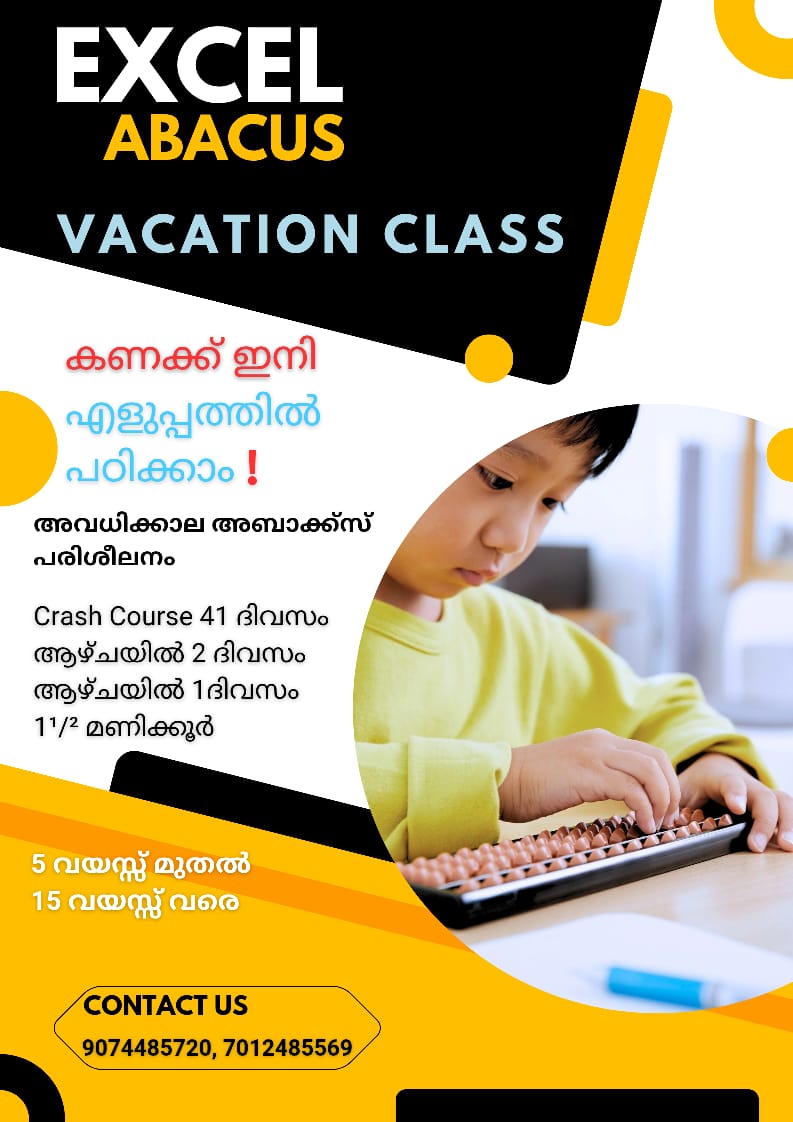 EXCEL
ABACUS
VACATION CLASS
കണക്ക് ഇനി
എളുപ്പത്തിൽ
പഠിക്കാം !
അവധിക്കാല അബാക്ക്സ്
പരിശീലനം
Crash Course 41 ദിവസം
ആഴ്ചയിൽ 2 ദിവസം
ആഴ്ചയിൽ 1ദിവസം
1¹/² മണിക്കൂർ
5 വയസ്സ് മുതൽ
15 വയസ്സ് വരെ
CONTACT US
9074485720, 7012485569